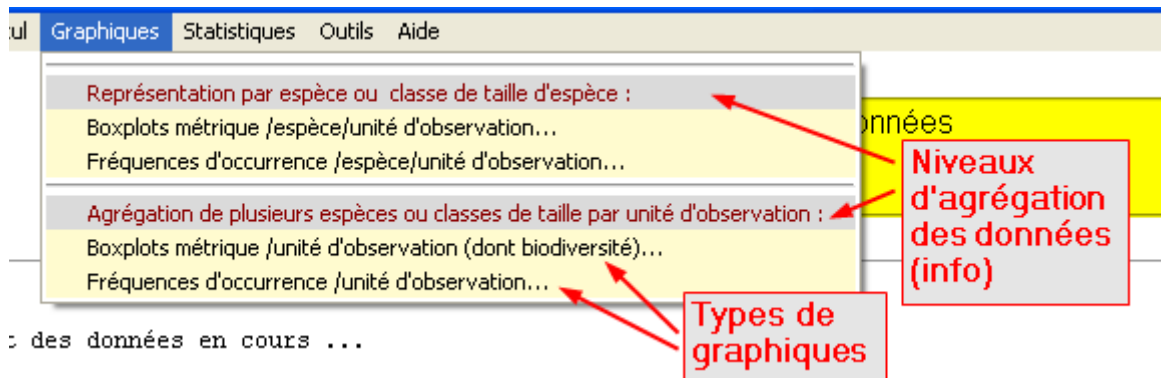 ul Graphiques Statistiques Outils Aide
Représentation par espèce ou classe de taille d'espèce :
Boxplots métrique /espèce/unité d'observation...
Fréquences d'occurrence /espèce/unité d'observation...
onnées
Niveaux
d'agrégation
des données
(info)
Agrégation de plusieurs espèces ou classes de taille par unité d'observation :
Boxplots métrique /unité d'observation (dont biodiversité)...
Fréquences d'occurrence /unité d'observation...
Types de
graphiques
t des données en cours ...